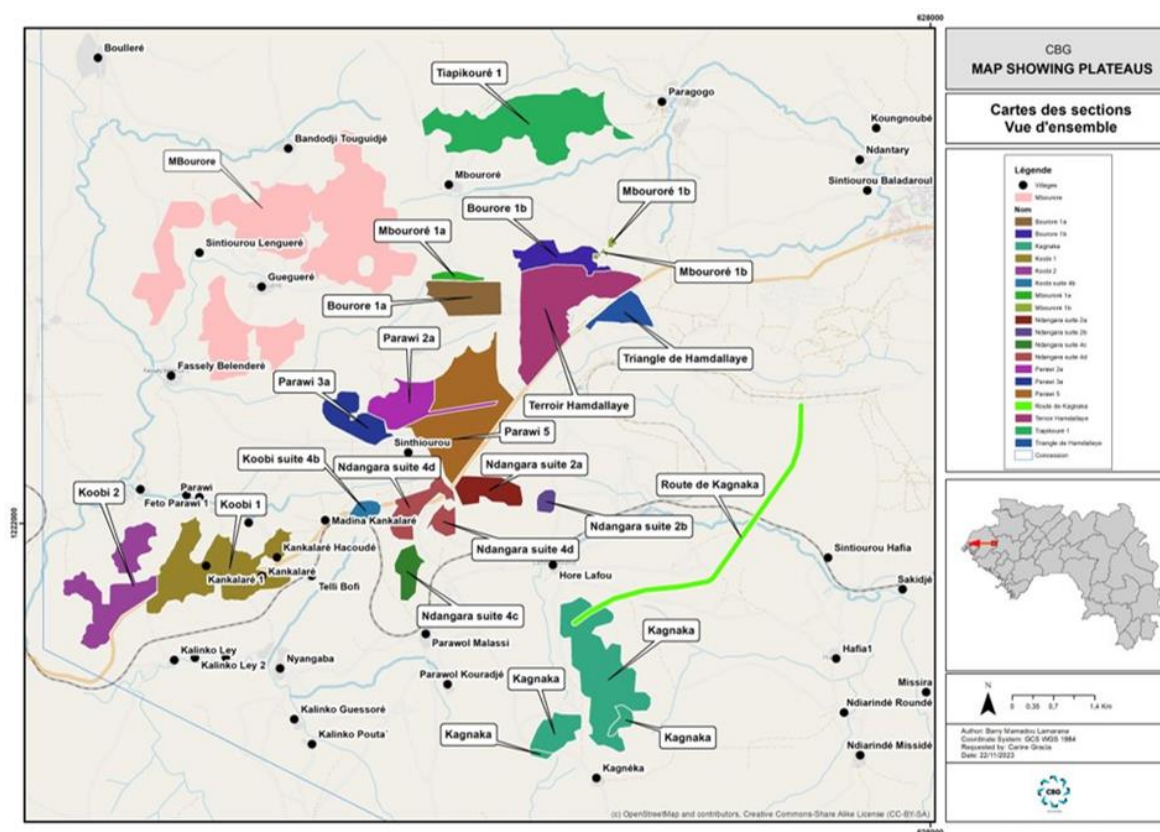 628000
Boulleré
Tiapikouré 1
Paragogo
Koungnoubé
Bandodji Touguidjé
Ndantary
MBourore
Mbouroré
Sintiourou Baladaroul
Mbouroré 1b
Bourore 1b
Mbouroré 1a
Sintiourou Lengueré
Mbouroré 1b
Guegueré
Bourore 1a
Parawi 2a
Triangle de Hamdallaye
Fassely Belenderé
Parawi 3a
Terroir Hamdallaye
Parawi 5
Sinthiourou
Koobi suite 4b
Ndangara suite 4d
Ndangara suite 2a
Route de Kagnaka
Koobi 2
Parawi
Feto Parawi 1
Koobi 1
Madina Kankalaré
Ndangara suite 2b
1222000
Ndangara suite 4d
Kankalaré Hacoudé
Sintiourou Hafia
Kankalaré 1
Kankalaré
Hore Lafou
Telli Bofi
Sakidjé
Ndangara suite 4c
Parawol Malassi
Kagnaka
Kalinko Ley
Kalinko Ley 2
Nyangaba
Hafia1
Parawol Kouradjé
Kagnaka
Missira
Kalinko Guessoré
Ndiarindé Roundé
Kagnaka
Kagnaka
Kalinko Pouta
Ndiarindé Missidé
Kagnéka
(c) OpenStreetMap and contributors, Creative Commons-Share Alike License (CC-BY-SA)
CBG
MAP SHOWING PLATEAUS
Cartes des sections
Vue d'ensemble
Légende
Villages
Mbourore
Nom
Bourore 1a
Bourore 1b
Kagnaka
Koobi 1
Koobi 2
Koobi suite 4b
Mbouroré 1a
Mbouroré 1b
Ndangara suite 2a
Ndangara suite 2b
Ndangara suite 4c
Ndangara suite 4d
Parawi 2a
Parawi 3a
Parawi 5
Route de Kagnaka
Terroir Hamdallaye
Tiapikouré 1
Triangle de Hamdallaye
Concession
N
0 0,35 0,7 1,4 Km
Author: Barry Mamadou Lamarana
Coordinate System: GCS WGS 1984
Requested by: Carine Gracia
Date: 22/11/2023
CBG